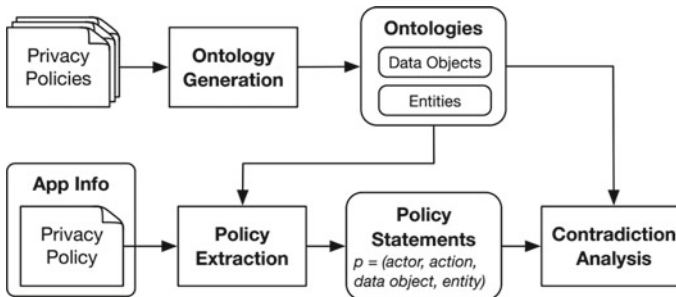 Privacy
Policies
Ontology
Generation
Ontologies
Data Objects
Entities
App Info
Privacy
Policy
Policy
Extraction
Policy
Statements
p = (actor, action,
data object, entity)
Contradiction
Analysis